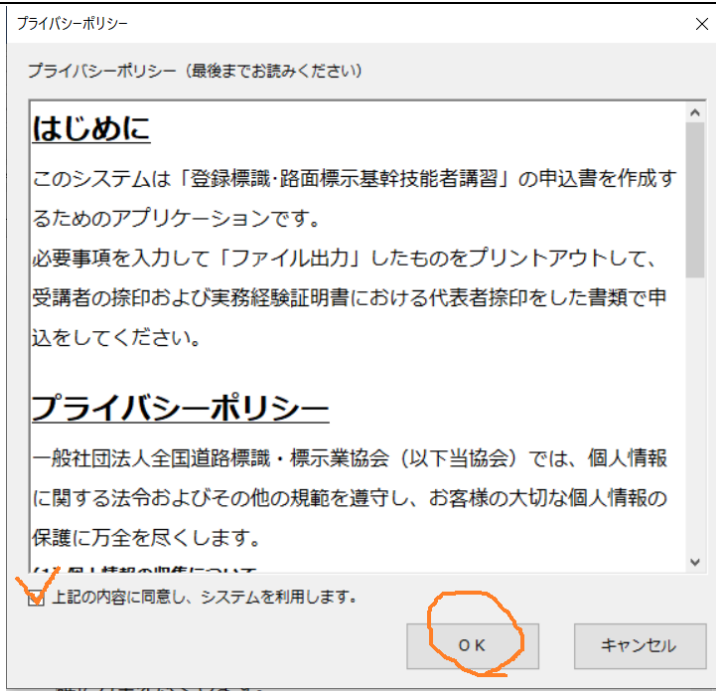 プライバシーポリシー
プライバシーポリシー（最後までお読みください）
はじめに
このシステムは「登録標識･路面標示基幹技能者講習」の申込書を作成す
るためのアプリケーションです。
必要事項を入力して「ファイル出力」したものをプリントアウトして、
受講者の捺印および実務経験証明書における代表者捺印をした書類で申
込をしてください。
プライバシーポリシー
一般社団法人全国道路標識・標示業協会（以下当協会）では、個人情報
に関する法令およびその他の規範を遵守し、お客様の大切な個人情報の
保護に万全を尽くします。
上記の内容に同意し、システムを利用します。
ＯＫ
キャンセル